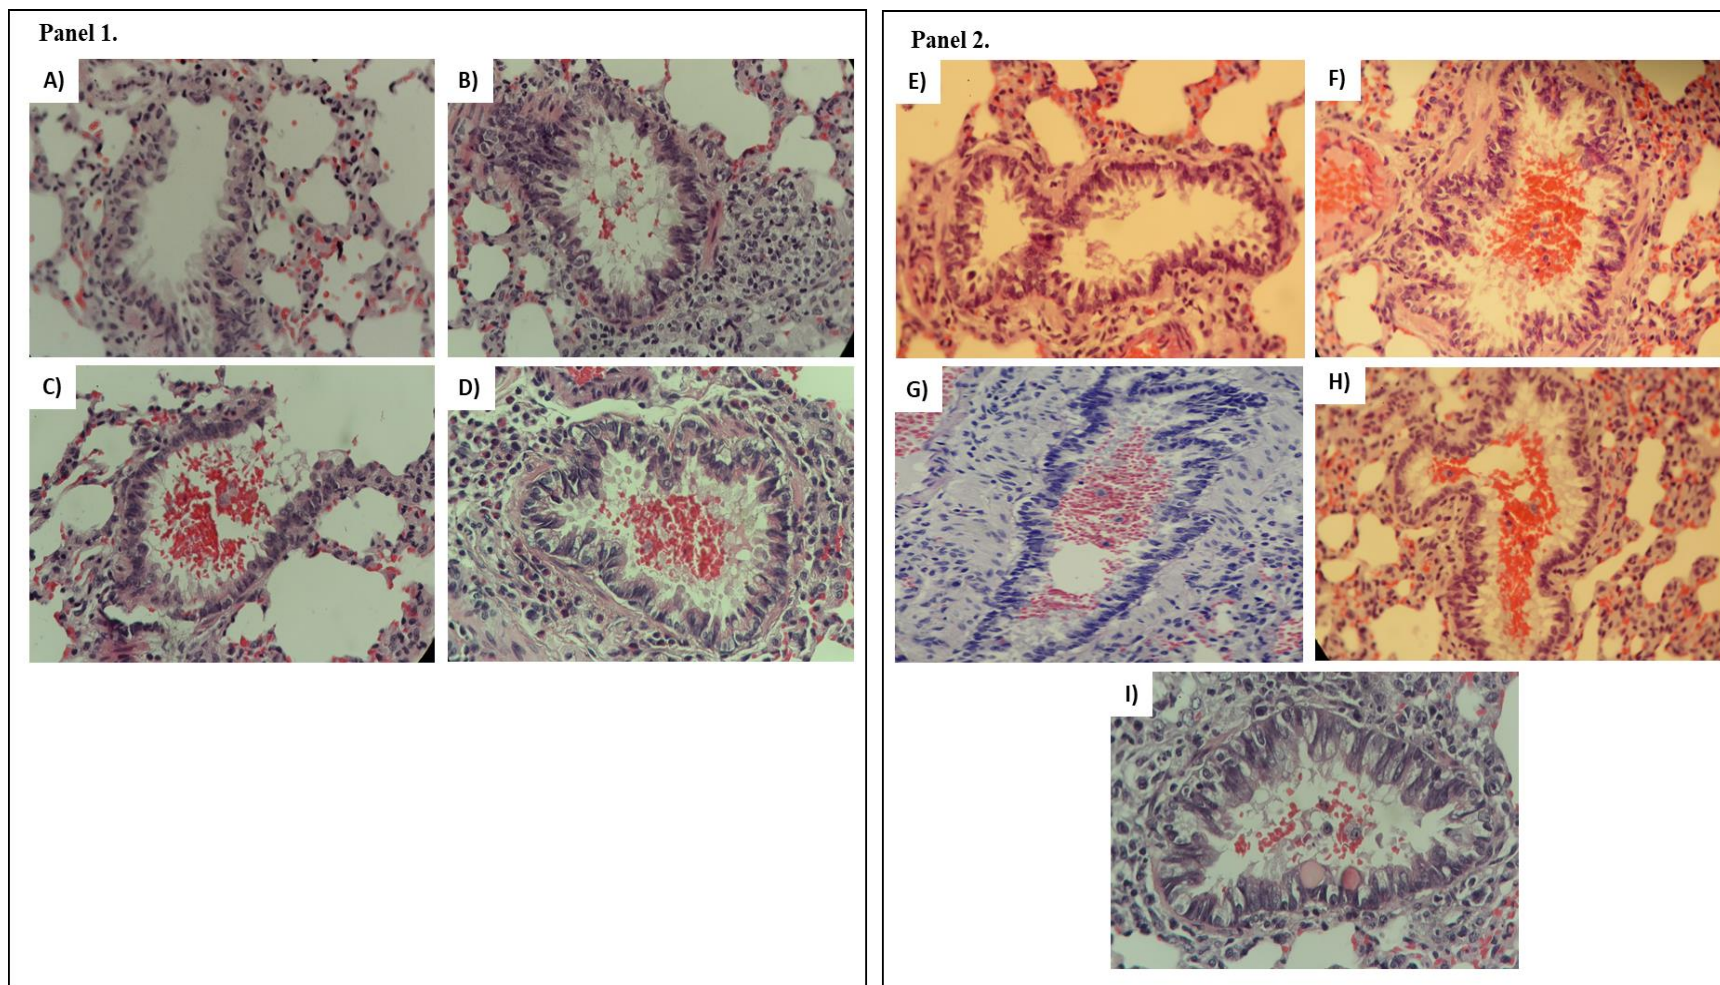 Panel 1.
A)
B)
C)
D)
Panel 2.
E)
F)
G)
H)
I)